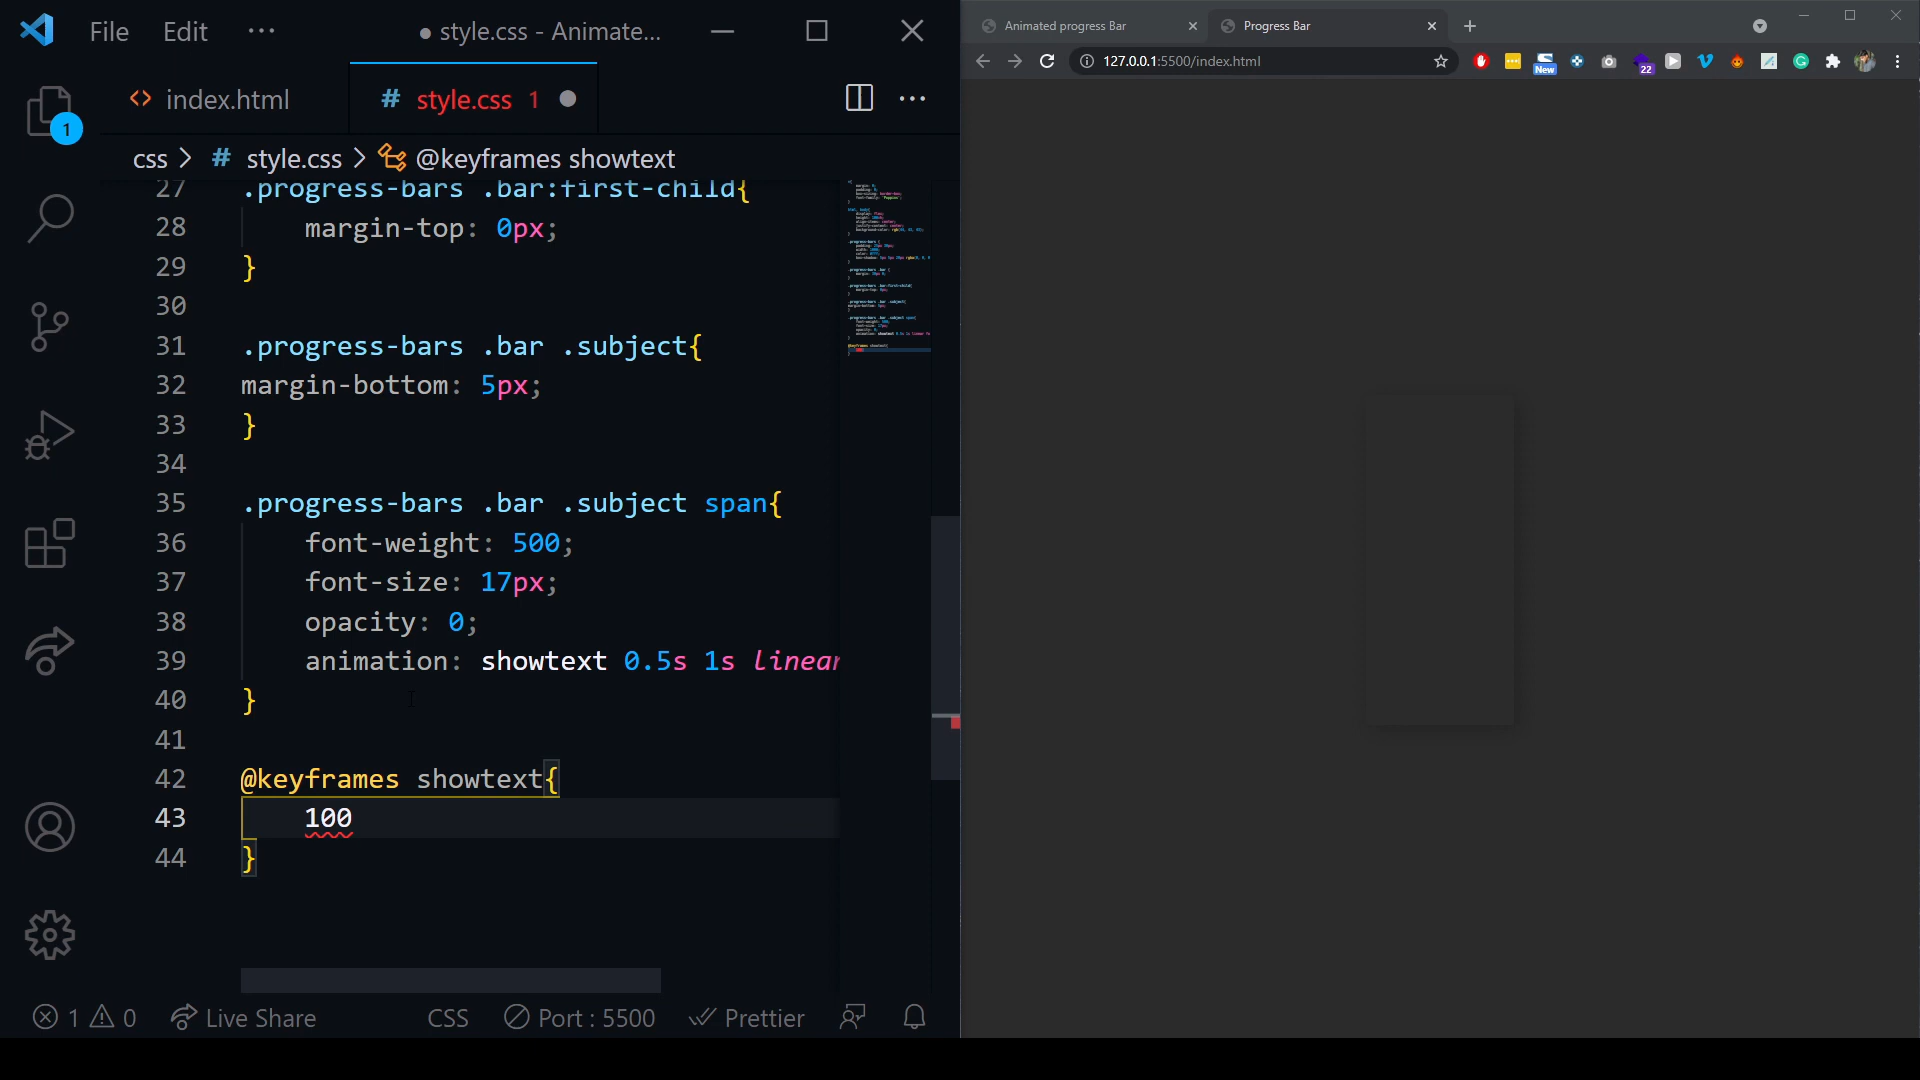 File Edit ··· ● style.css - Animate...
index.html # style.css 1
css > # style.css > @keyframes showtext
27 .progress-bars .bar:first-child{
28 margin-top: 0px;
29 }
30
31 .progress-bars .bar .subject{
32 margin-bottom: 5px;
33 }
34
35 .progress-bars .bar .subject span{
36 font-weight: 500;
37 font-size: 17px;
38 opacity: 0;
39 animation: showtext 0.5s 1s linear
40 }
41
42 @keyframes showtext{
43 100
44 }
1
1 0 Live Share CSS Port : 5500 Prettier
Animated progress Bar Progress Bar
127.0.0.1:5500/index.html
New
22